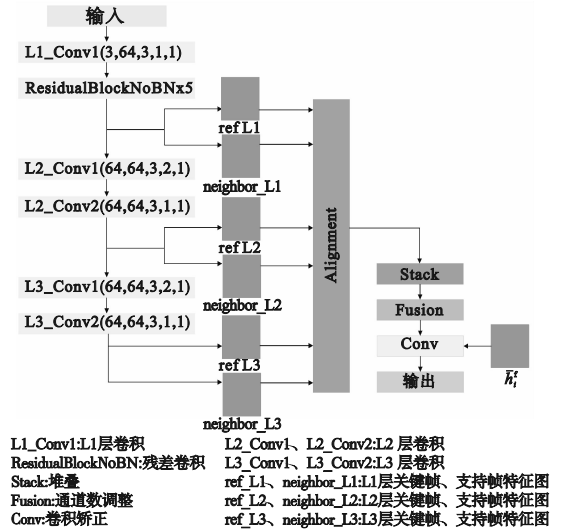 输入
L1_Conv1(3,64,3,1,1)
ResidualBlockNoBNx5
ref L1
L2_Conv1(64,64,3,2,1)
neighbor_L1
L2_Conv2(64,64,3,1,1)
ref L2
L3_Conv1(64,64,3,2,1)
neighbor_L2
L3_Conv2(64,64,3,1,1)
ref L3
neighbor_L3
Alignment
Stack
Fusion
Conv
输出
h̄ᵢᵗ
L1_Conv1:L1层卷积
L2_Conv1、L2_Conv2:L2 层卷积
ResidualBlockNoBN:残差卷积
L3_Conv1、L3_Conv2:L3 层卷积
Stack:堆叠
ref_L1、neighbor_L1:L1层关键帧、支持帧特征图
Fusion:通道数调整
ref_L2、neighbor_L2:L2层关键帧、支持帧特征图
Conv:卷积矫正
ref_L3、neighbor_L3:L3层关键帧、支持帧特征图